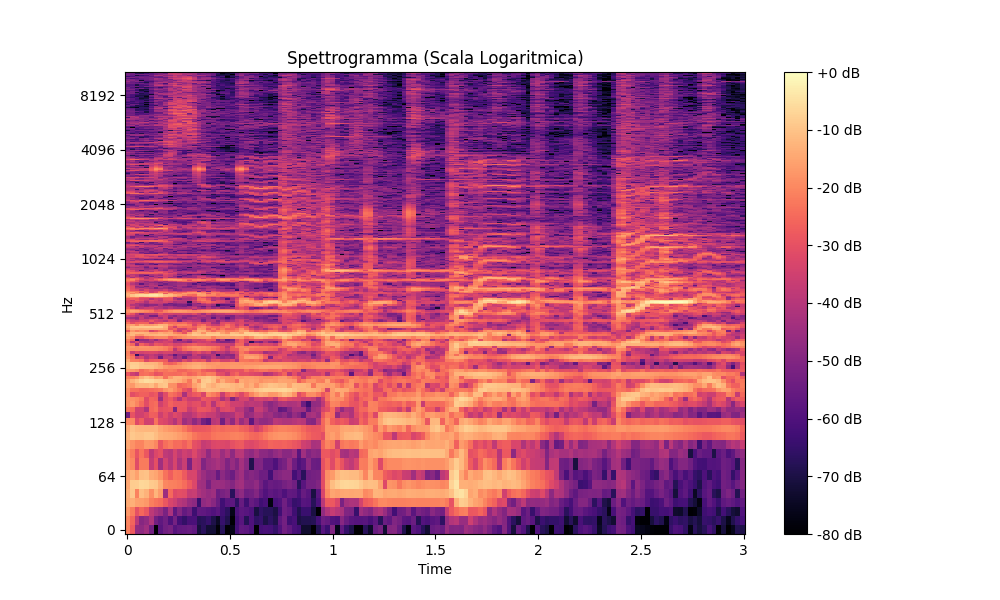 Spettrogramma (Scala Logaritmica)
Hz
8192
4096
2048
1024
512
256
128
64
0
0
0.5
1
1.5
2
2.5
3
Time
+0 dB
-10 dB
-20 dB
-30 dB
-40 dB
-50 dB
-60 dB
-70 dB
-80 dB